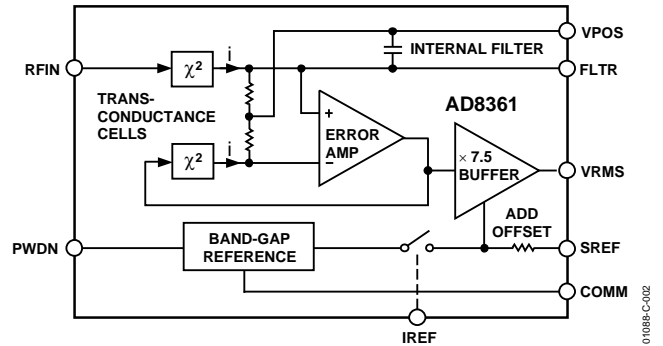 VPOS
χ² i
INTERNAL FILTER
RFIN
FLTR
TRANS-
CONDUCTANCE
CELLS
+
ERROR
AMP
–
AD8361
χ² i
× 7.5
BUFFER
VRMS
ADD
OFFSET
PWDN
BAND-GAP
REFERENCE
SREF
COMM
IREF
01088-C-002